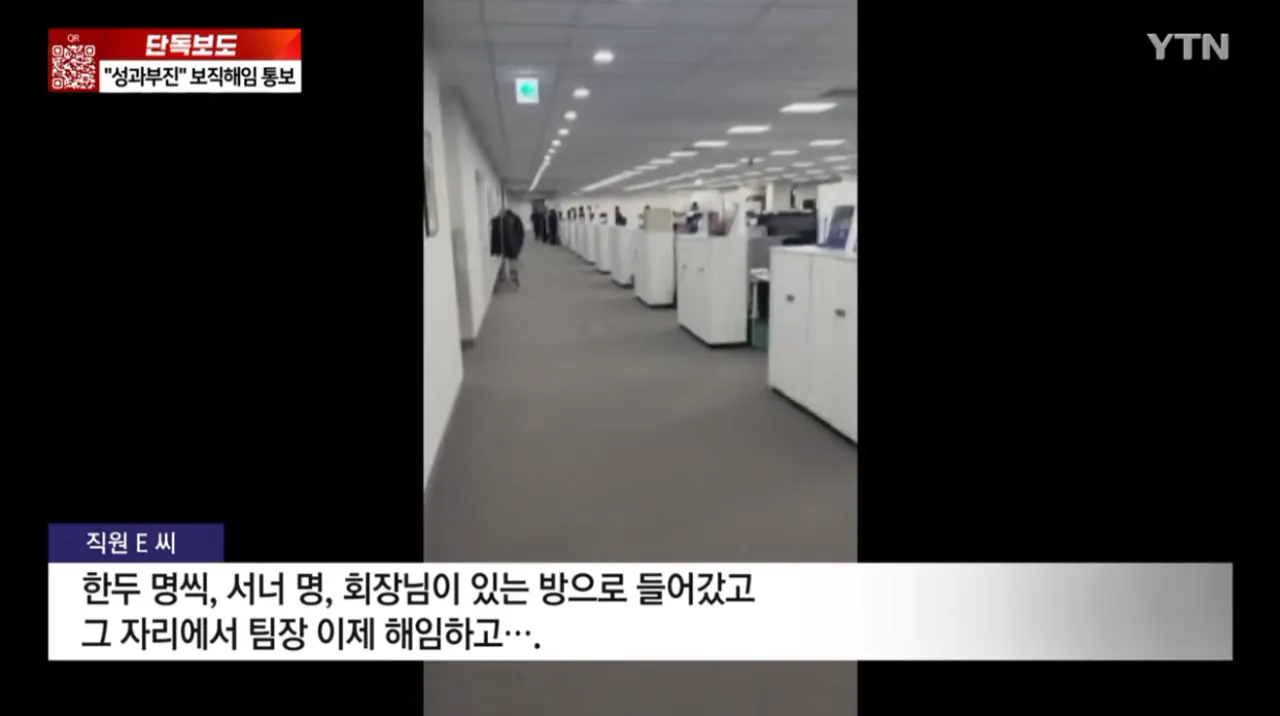 QR
단독보도
"성과부진" 보직해임 통보
YTN
직원 E 씨
한두 명씩, 서너 명, 회장님이 있는 방으로 들어갔고
그 자리에서 팀장 이제 해임하고….